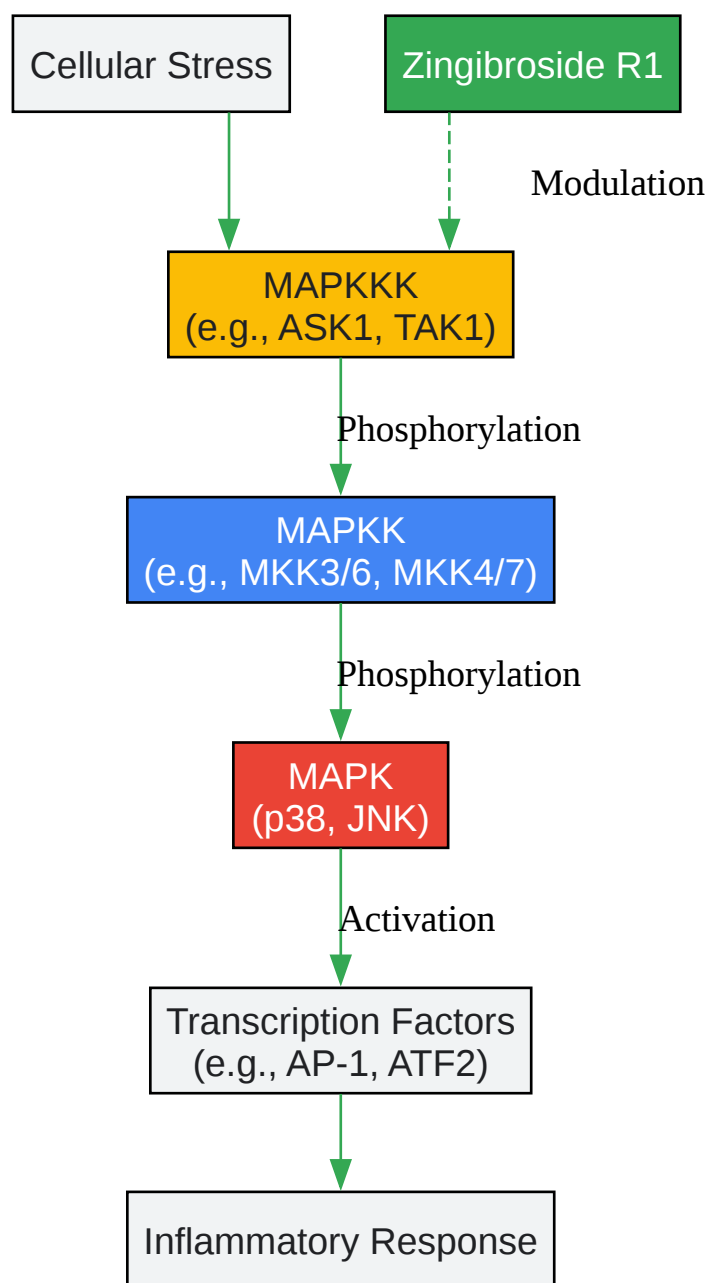 Cellular Stress
Zingibroside R1
Modulation
MAPKKK
(e.g., ASK1, TAK1)
Phosphorylation
MAPKK
(e.g., MKK3/6, MKK4/7)
Phosphorylation
MAPK
(p38, JNK)
Activation
Transcription Factors
(e.g., AP-1, ATF2)
Inflammatory Response